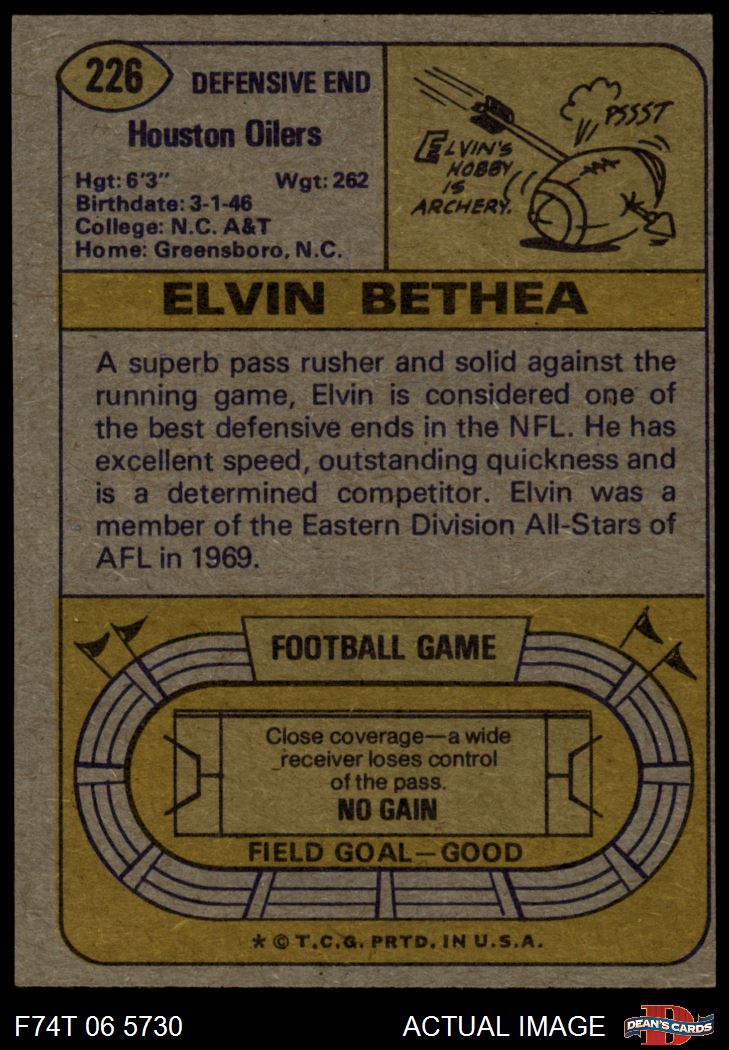 226
DEFENSIVE END
Houston Oilers
Hgt: 6'3" Wgt: 262
Birthdate: 3-1-46
College: N.C. A&T
Home: Greensboro, N.C.
PSSST
ELVIN'S
HOBBY
IS
ARCHERY.
ELVIN BETHEA
A superb pass rusher and solid against the
running game, Elvin is considered one of
the best defensive ends in the NFL. He has
excellent speed, outstanding quickness and
is a determined competitor. Elvin was a
member of the Eastern Division All-Stars of
AFL in 1969.
FOOTBALL GAME
Close coverage—a wide
receiver loses control
of the pass.
NO GAIN
FIELD GOAL—GOOD
* © T.C.G. PRTD. IN U.S.A.
F74T 06 5730
ACTUAL IMAGE
D
DEAN'S CARDS